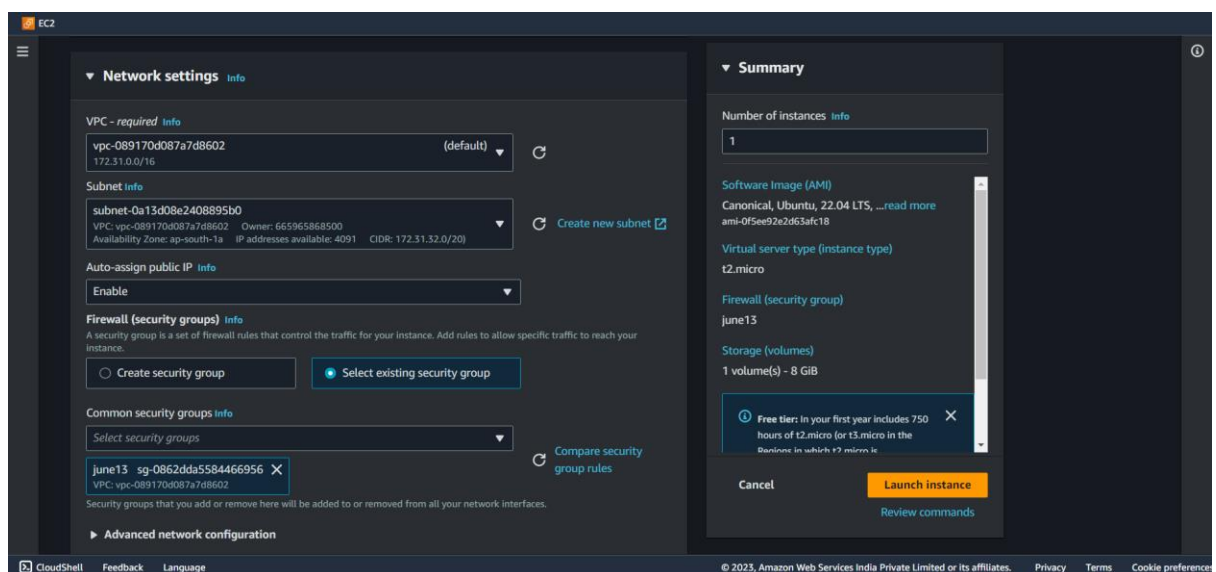 EC2
Network settings Info
VPC - required Info
vpc-089170d087a7d8602 (default)
172.31.0.0/16
Subnet Info
subnet-0a13d08e2408895b0
VPC: vpc-089170d087a7d8602 Owner: 665965868500
Availability Zone: ap-south-1a IP addresses available: 4091 CIDR: 172.31.32.0/20)
Create new subnet
Auto-assign public IP Info
Enable
Firewall (security groups) Info
A security group is a set of firewall rules that control the traffic for your instance. Add rules to allow specific traffic to reach your
instance.
Create security group
Select existing security group
Common security groups Info
Select security groups
Compare security
group rules
june13 sg-0862dda5584466956
VPC: vpc-089170d087a7d8602
Security groups that you add or remove here will be added to or removed from all your network interfaces.
Advanced network configuration
Summary
Number of instances Info
1
Software Image (AMI)
Canonical, Ubuntu, 22.04 LTS, ...read more
ami-0f5ee92e2d63afc18
Virtual server type (instance type)
t2.micro
Firewall (security group)
june13
Storage (volumes)
1 volume(s) - 8 GiB
Free tier: In your first year includes 750
hours of t2.micro (or t3.micro in the
Regions in which t2.micro is
Cancel
Launch instance
Review commands
CloudShell Feedback Language
© 2023, Amazon Web Services India Private Limited or its affiliates. Privacy Terms Cookie preferences